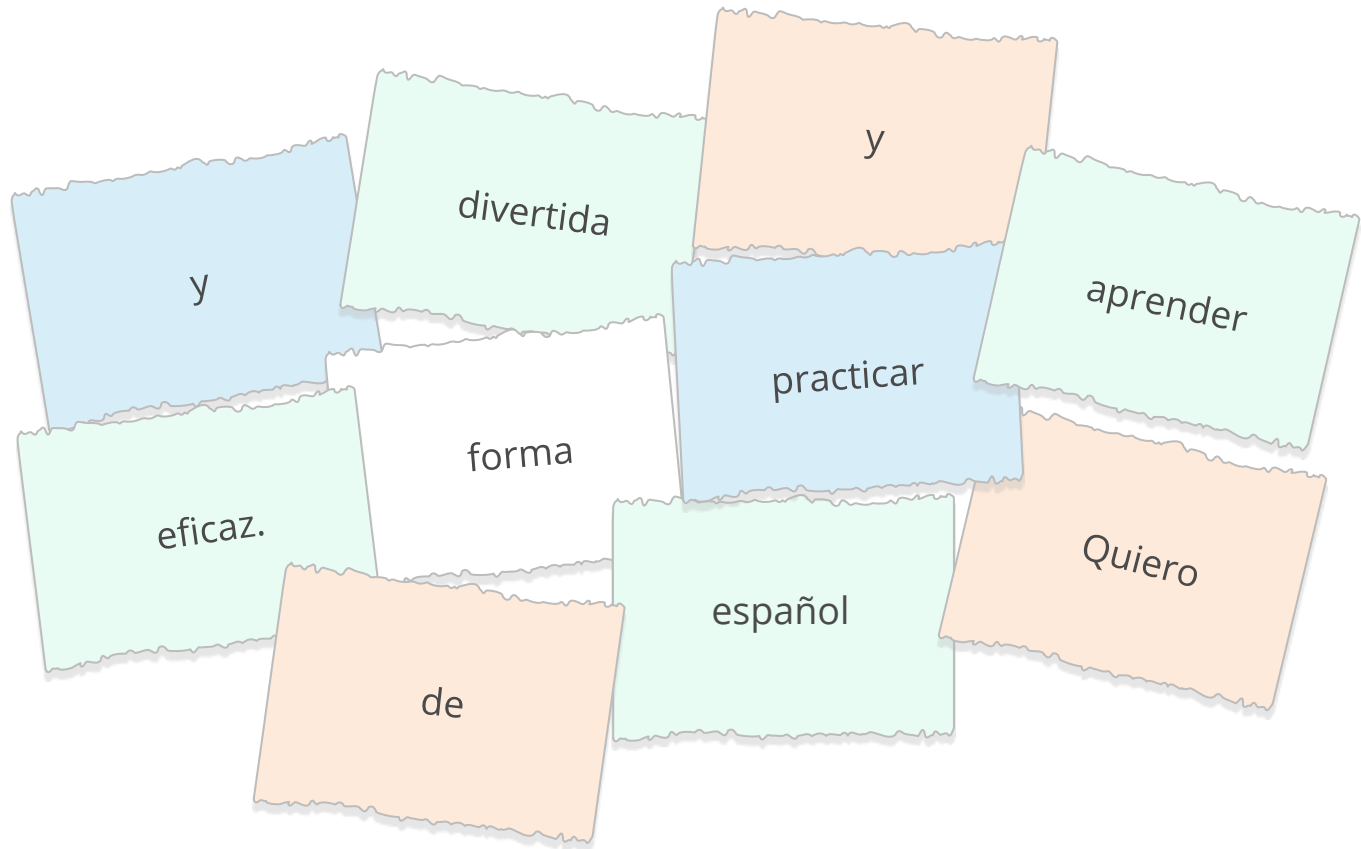 y
divertida
y
aprender
y
practicar
forma
eficaz.
Quiero
español
de